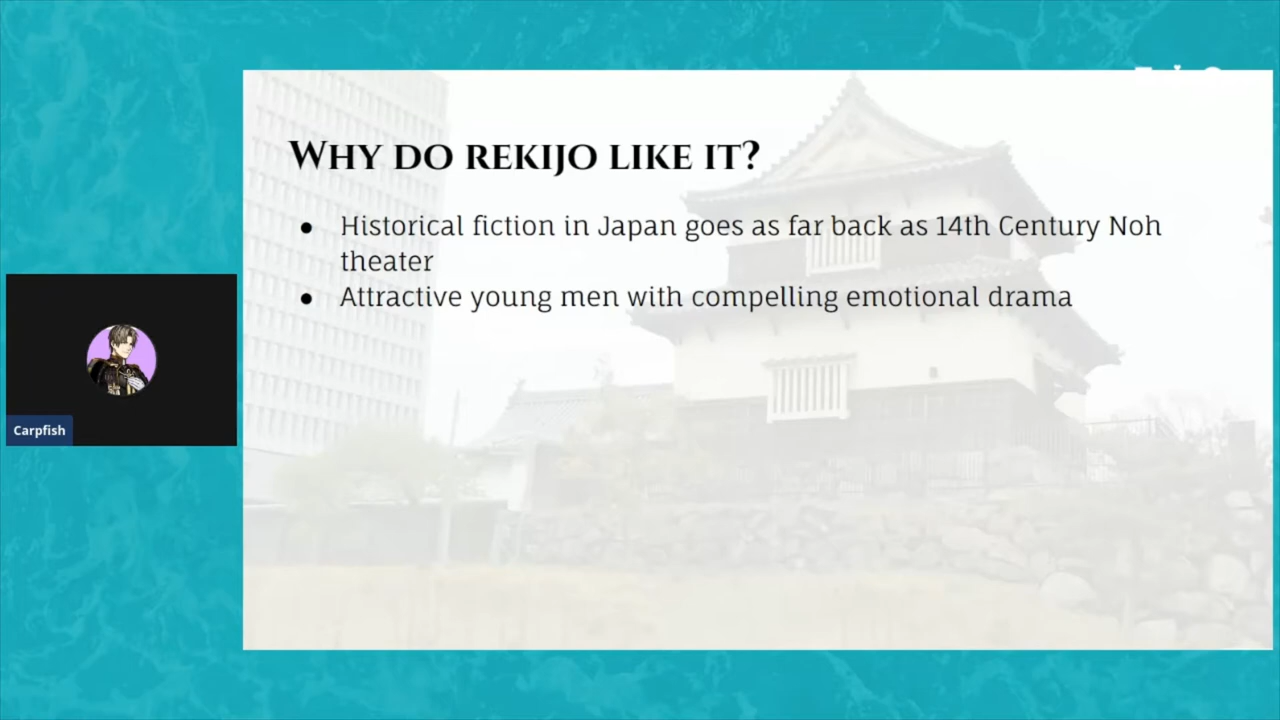 WHY DO REKIJO LIKE IT?
● Historical fiction in Japan goes as far back as 14th Century Noh
theater
● Attractive young men with compelling emotional drama
Carpfish